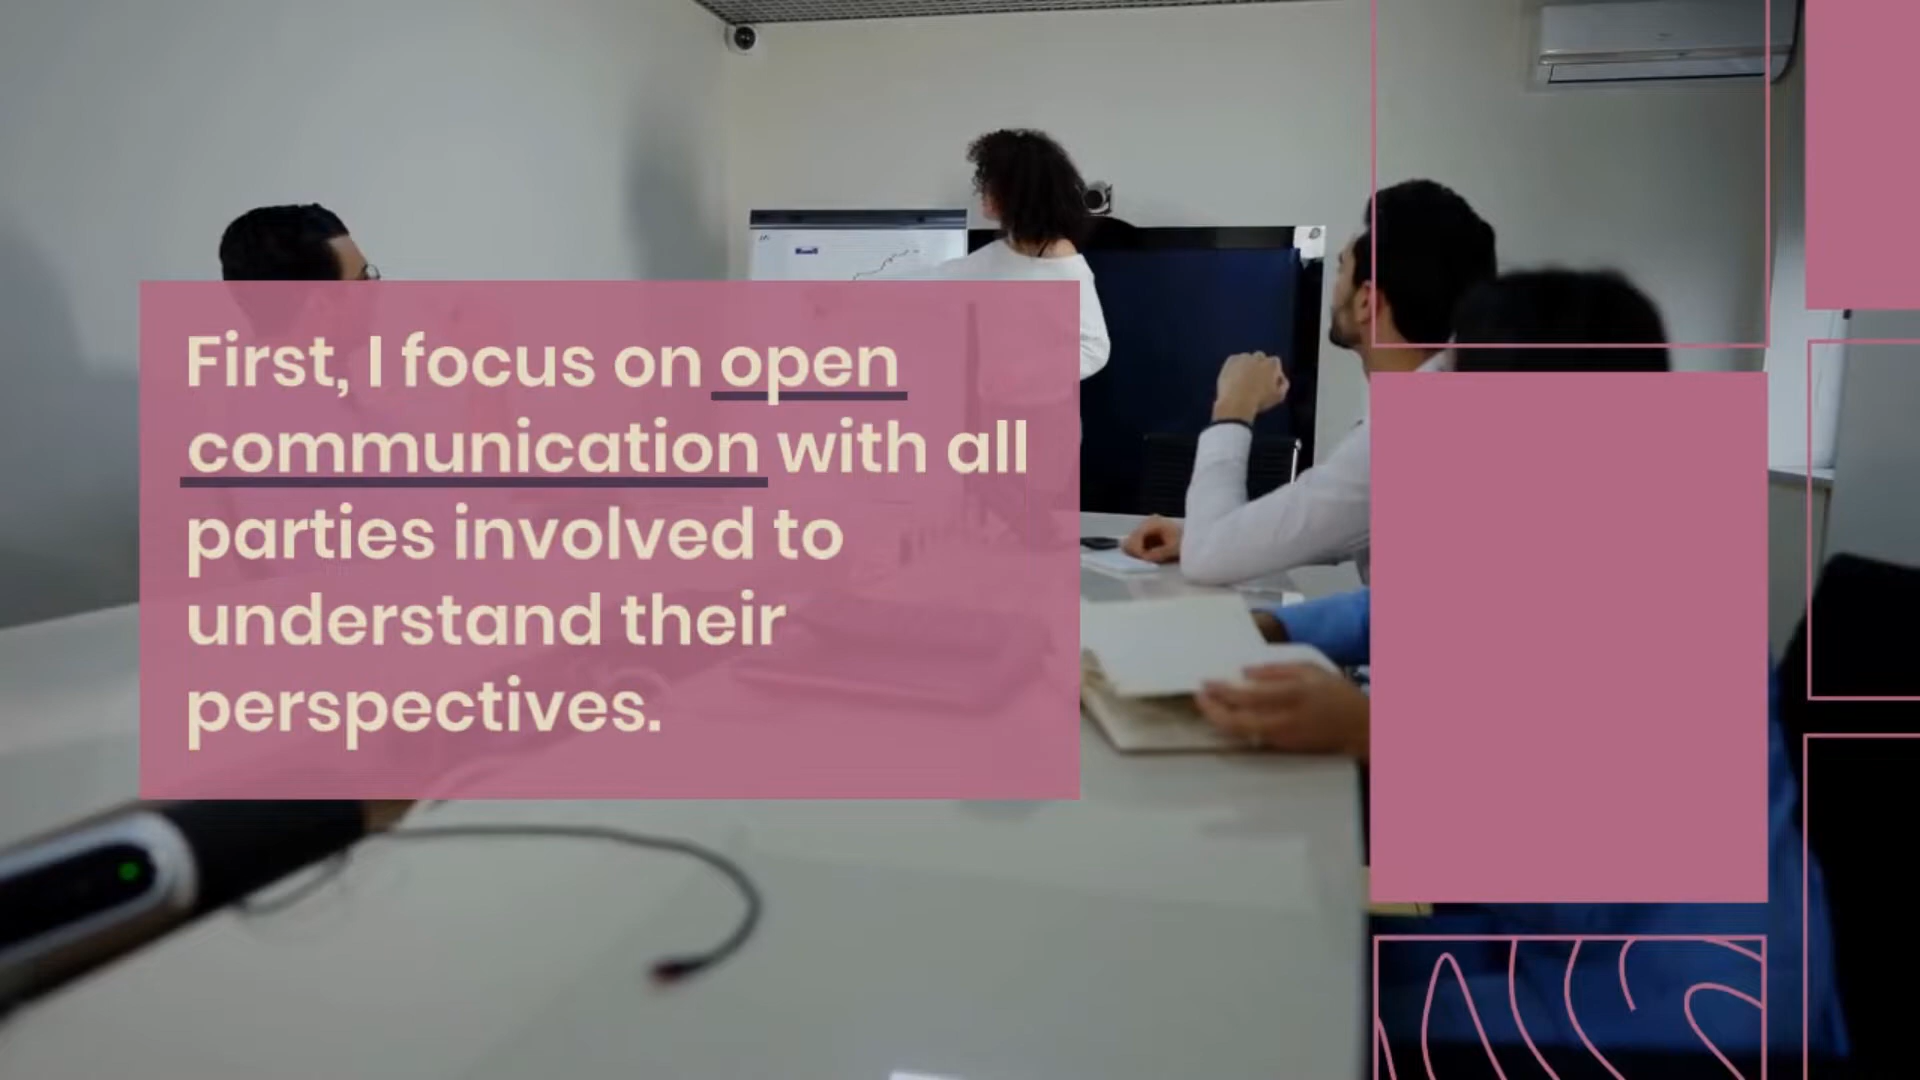 First, I focus on open
communication with all
parties involved to
understand their
perspectives.